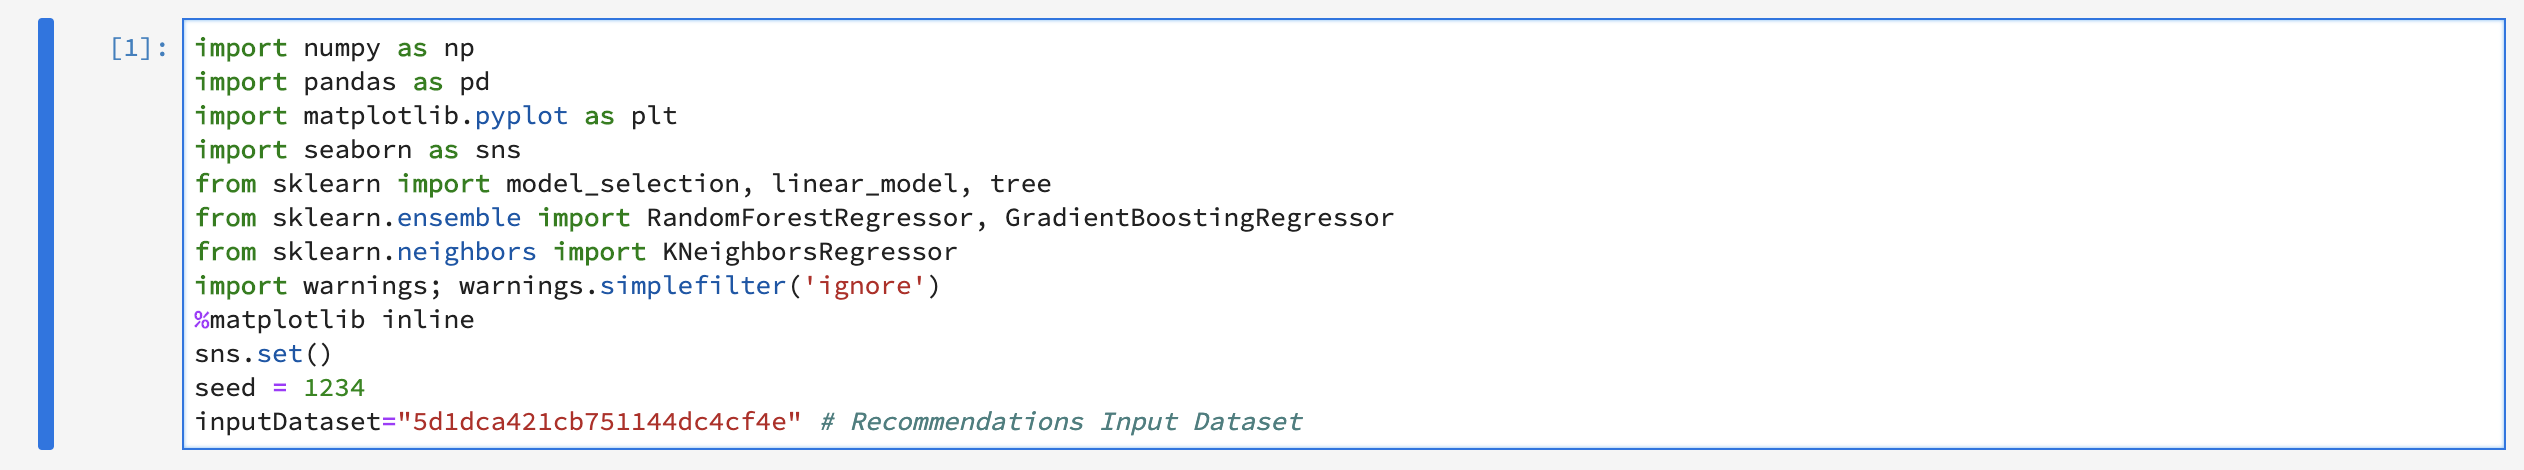 [1]:
import numpy as np
import pandas as pd
import matplotlib.pyplot as plt
import seaborn as sns
from sklearn import model_selection, linear_model, tree
from sklearn.ensemble import RandomForestRegressor, GradientBoostingRegressor
from sklearn.neighbors import KNeighborsRegressor
import warnings; warnings.simplefilter('ignore')
%matplotlib inline
sns.set()
seed = 1234
inputDataset="5d1dca421cb751144dc4cf4e" # Recommendations Input Dataset